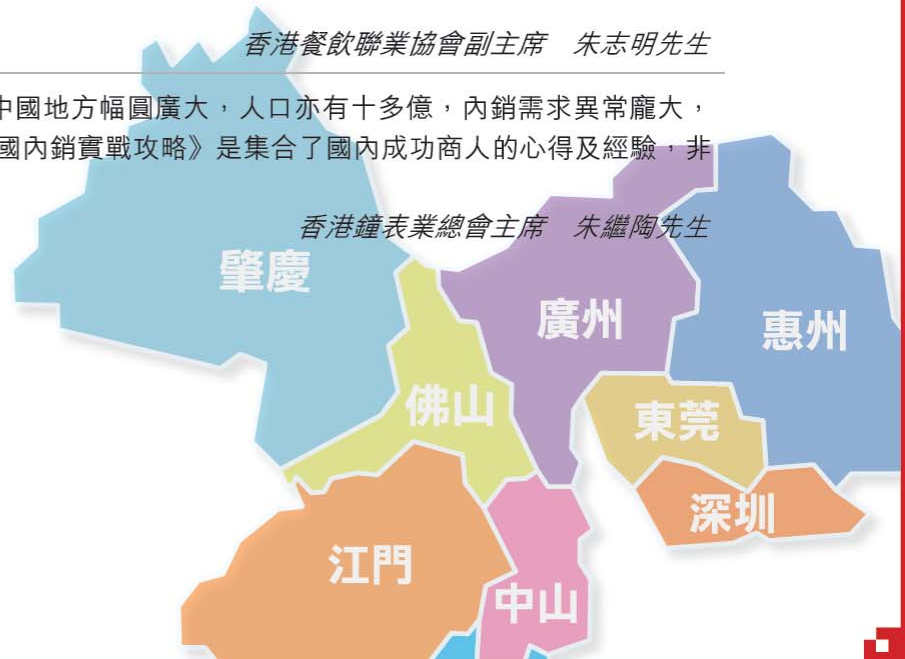 香港餐飲聯業協會副主席　朱志明先生
中國地方幅圓廣大，人口亦有十多億，內銷需求異常龐大，
國內銷實戰攻略》是集合了國內成功商人的心得及經驗，非
香港鐘表業總會主席　朱繼陶先生
肇慶
廣州
惠州
佛山
東莞
深圳
江門
中山